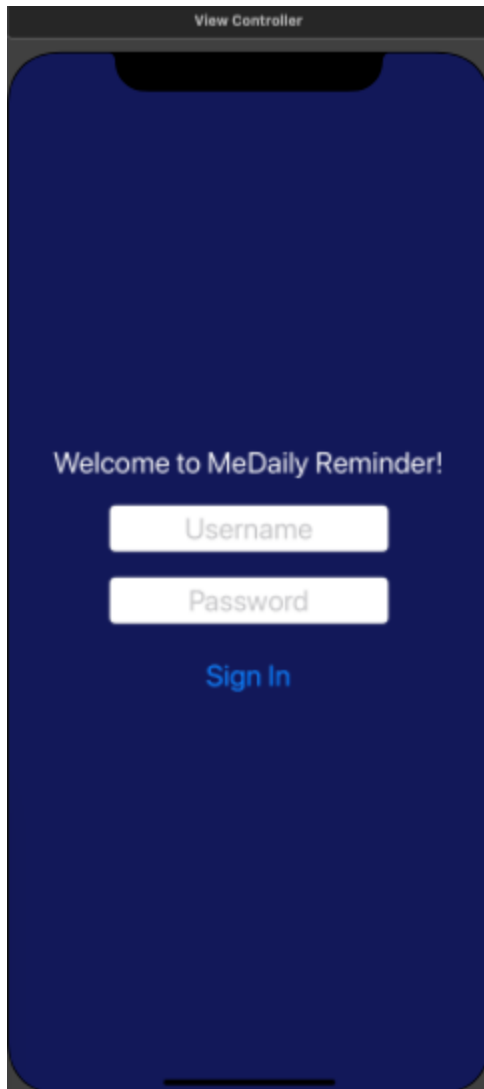 View Controller
Welcome to MeDaily Reminder!
Username
Password
Sign In